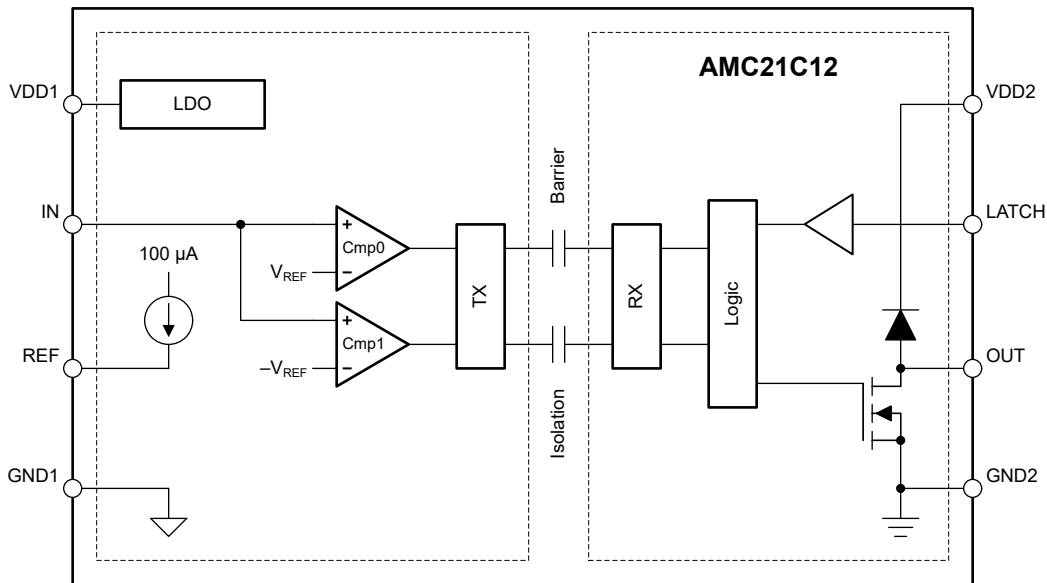 AMC21C12
VDD1
LDO
VDD2
Barrier
IN
LATCH
+
Cmp0
–
VREF
100 µA
TX
RX
Logic
+
Cmp1
–
–VREF
REF
OUT
Isolation
GND1
GND2